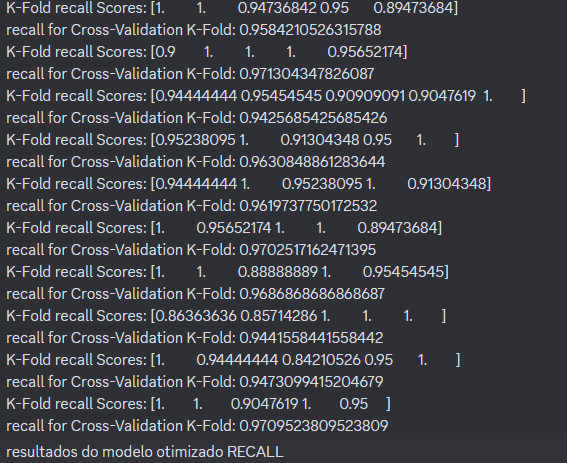 K-Fold recall Scores: [1. 1. 0.94736842 0.95 0.89473684]
recall for Cross-Validation K-Fold: 0.9584210526315788
K-Fold recall Scores: [0.9 1. 1. 1. 0.95652174]
recall for Cross-Validation K-Fold: 0.971304347826087
K-Fold recall Scores: [0.94444444 0.95454545 0.90909091 0.9047619 1. ]
recall for Cross-Validation K-Fold: 0.9425685425685426
K-Fold recall Scores: [0.95238095 1. 0.91304348 0.95 1. ]
recall for Cross-Validation K-Fold: 0.9630848861283644
K-Fold recall Scores: [0.94444444 1. 0.95238095 1. 0.91304348]
recall for Cross-Validation K-Fold: 0.9619737750172532
K-Fold recall Scores: [1. 0.95652174 1. 1. 0.89473684]
recall for Cross-Validation K-Fold: 0.9702517162471395
K-Fold recall Scores: [1. 1. 0.88888889 1. 0.95454545]
recall for Cross-Validation K-Fold: 0.9686868686868687
K-Fold recall Scores: [0.86363636 0.85714286 1. 1. 1. ]
recall for Cross-Validation K-Fold: 0.9441558441558442
K-Fold recall Scores: [1. 0.94444444 0.84210526 0.95 1. ]
recall for Cross-Validation K-Fold: 0.9473099415204679
K-Fold recall Scores: [1. 1. 0.9047619 1. 0.95 ]
recall for Cross-Validation K-Fold: 0.9709523809523809
resultados do modelo otimizado RECALL